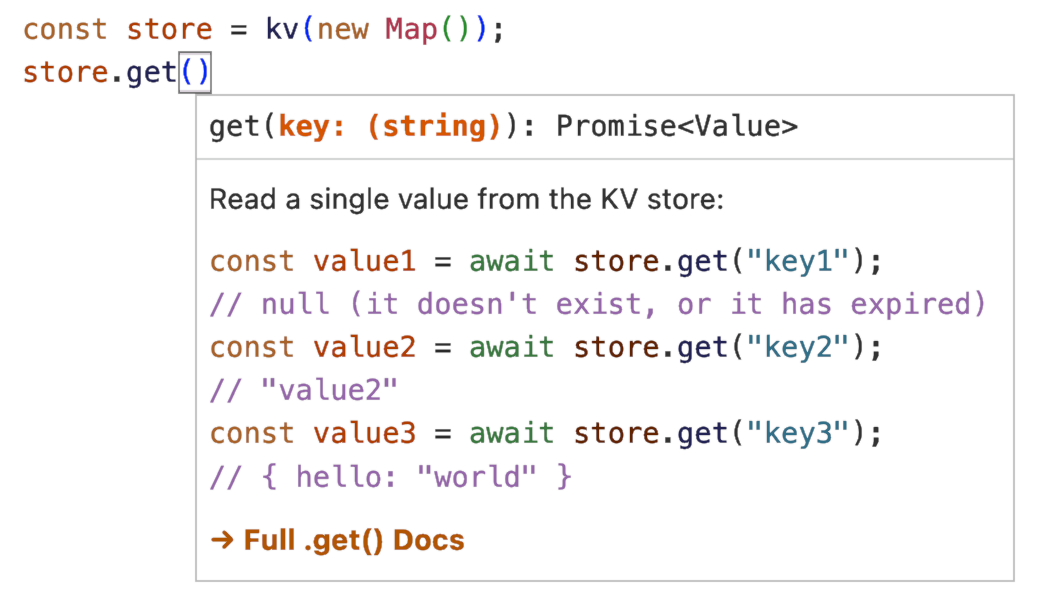 const store = kv(new Map());
store.get()
get(key: (string)): Promise<Value>
Read a single value from the KV store:
const value1 = await store.get("key1");
// null (it doesn't exist, or it has expired)
const value2 = await store.get("key2");
// "value2"
const value3 = await store.get("key3");
// { hello: "world" }
→ Full .get() Docs